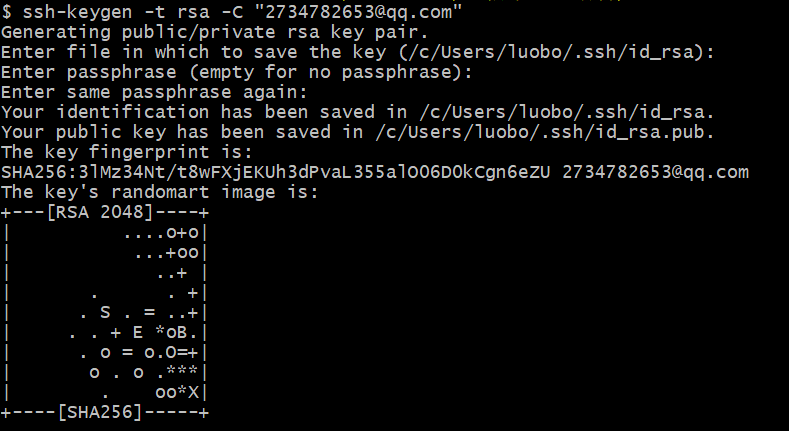 $ ssh-keygen -t rsa -C "2734782653@qq.com"
Generating public/private rsa key pair.
Enter file in which to save the key (/c/Users/luobo/.ssh/id_rsa):
Enter passphrase (empty for no passphrase):
Enter same passphrase again:
Your identification has been saved in /c/Users/luobo/.ssh/id_rsa.
Your public key has been saved in /c/Users/luobo/.ssh/id_rsa.pub.
The key fingerprint is:
SHA256:3lMz34Nt/t8wFXjEKUh3dPvaL355alOO6D0kCgn6eZU 2734782653@qq.com
The key's randomart image is:
+---[RSA 2048]----+
|         ....o+o|
|          ...+oo|
|            ..+ |
|       .      . +|
|      . S . = ..+|
|     . . + E *oB.|
|      . o = o.O=+|
|       o . o .***|
|        .    oo*X|
+----[SHA256]-----+